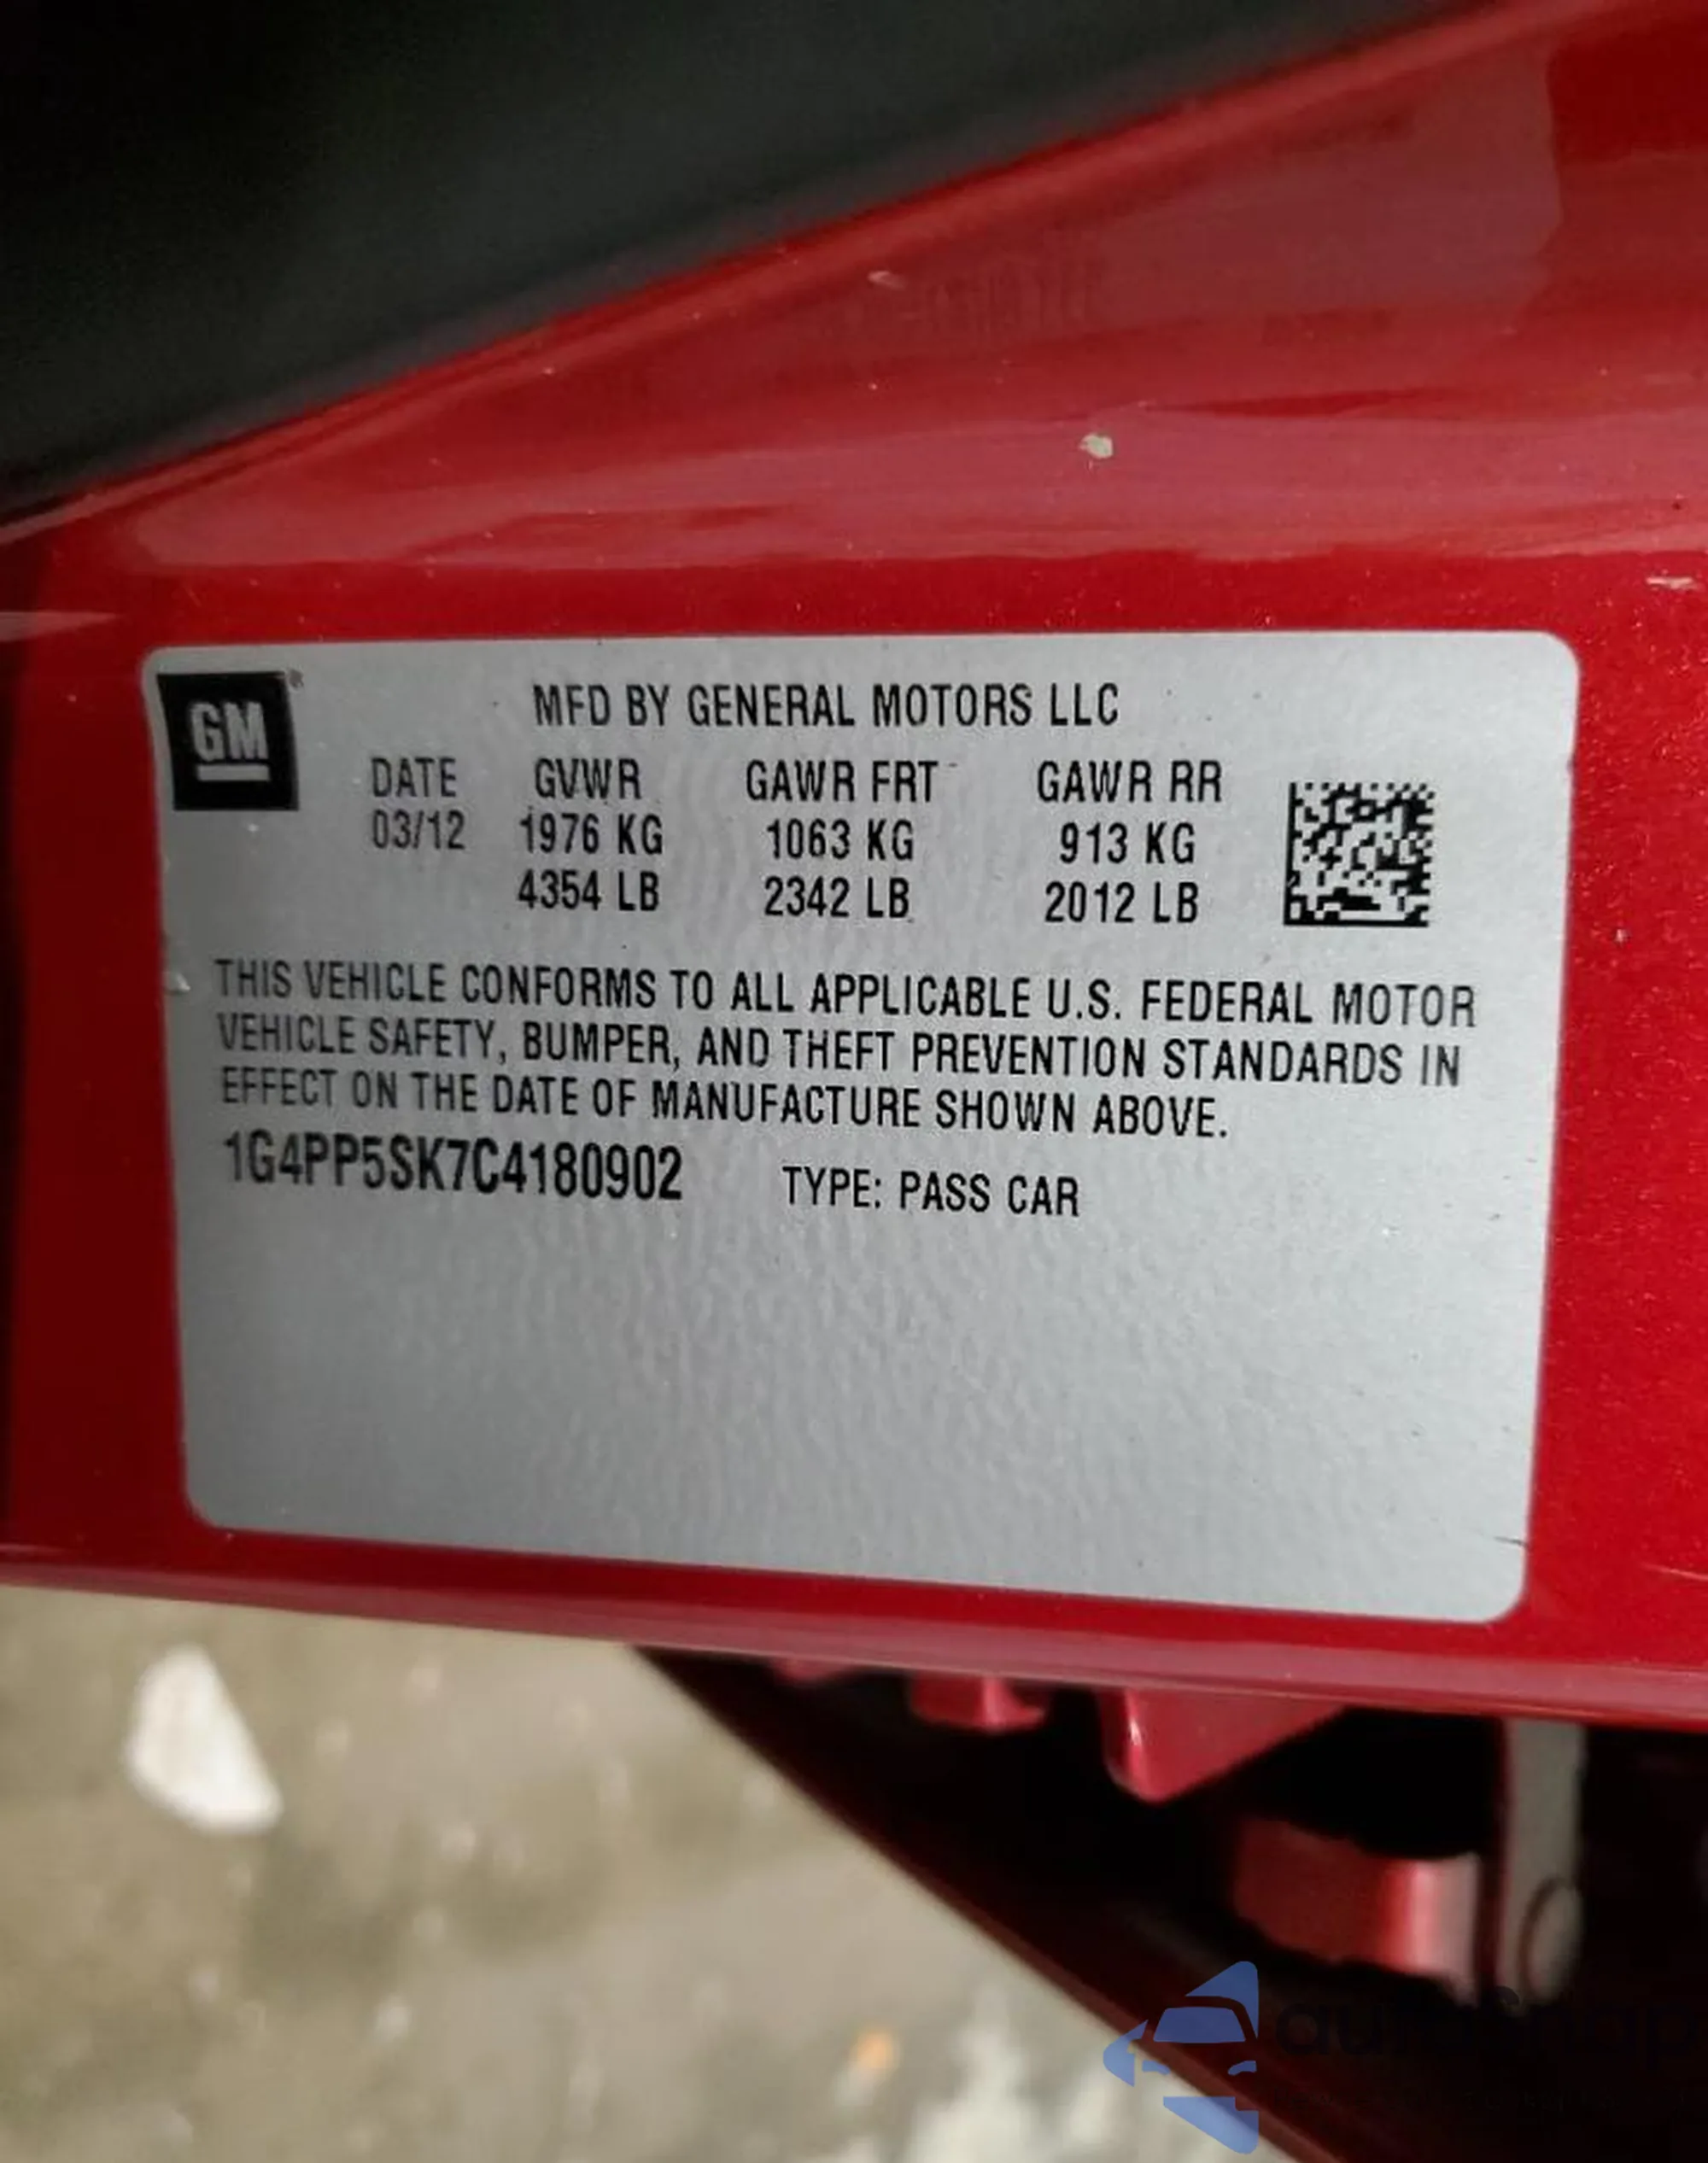 GM
MFD BY GENERAL MOTORS LLC
DATE GVWR GAWR FRT GAWR RR
03/12 1976 KG 1063 KG 913 KG
4354 LB 2342 LB 2012 LB
THIS VEHICLE CONFORMS TO ALL APPLICABLE U.S. FEDERAL MOTOR
VEHICLE SAFETY, BUMPER, AND THEFT PREVENTION STANDARDS IN
EFFECT ON THE DATE OF MANUFACTURE SHOWN ABOVE.
1G4PP5SK7C4180902 TYPE: PASS CAR